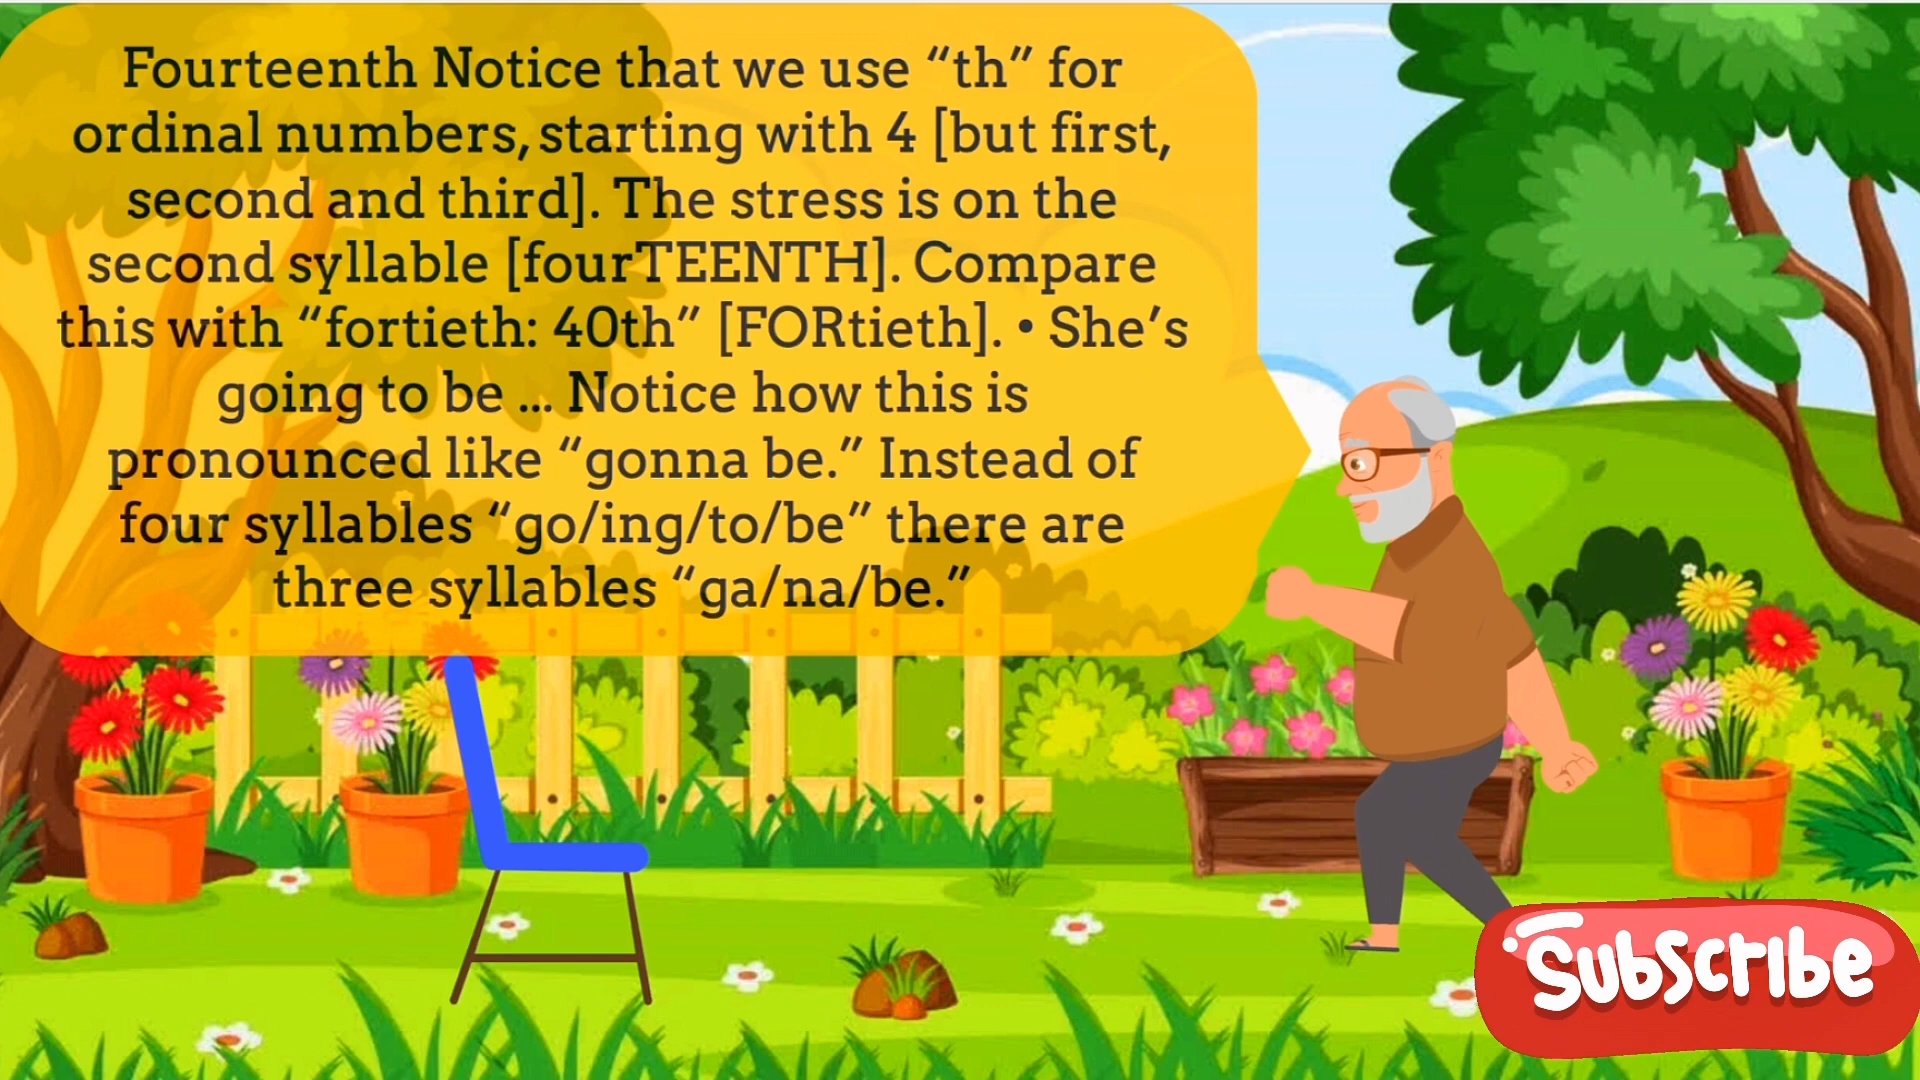 Fourteenth Notice that we use “th” for
ordinal numbers, starting with 4 [but first,
second and third]. The stress is on the
second syllable [fourTEENTH]. Compare
this with “fortieth: 40th” [FORtieth]. • She’s
going to be ... Notice how this is
pronounced like “gonna be.” Instead of
four syllables “go/ing/to/be” there are
three syllables “ga/na/be.”
Subscribe